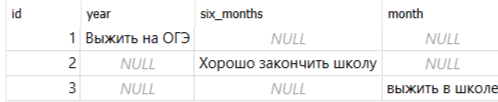 id year six_months month
1 Выжить на ОГЭ NULL NULL
2 NULL Хорошо закончить школу NULL
3 NULL NULL выжить в школе